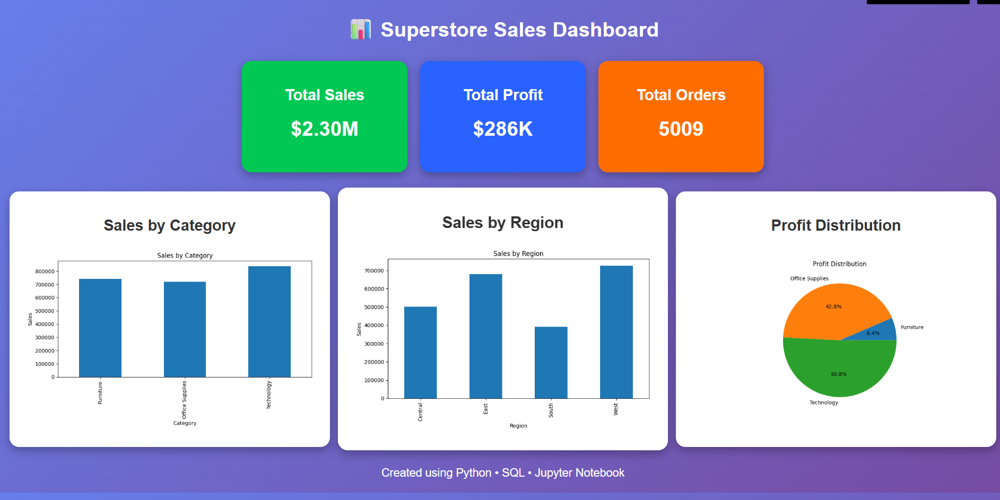 Superstore Sales Dashboard
Total Sales
$2.30M
Total Profit
$286K
Total Orders
5009
Sales by Category
Sales by Category
800000
700000
600000
500000
400000
300000
200000
100000
0
Sales
Furniture
Office Supplies
Technology
Category
Sales by Region
Sales by Region
700000
600000
500000
400000
300000
200000
100000
0
Sales
Central
East
South
West
Region
Profit Distribution
Profit Distribution
Office Supplies
42.8%
Furniture
6.4%
50.8%
Technology
Created using Python • SQL • Jupyter Notebook